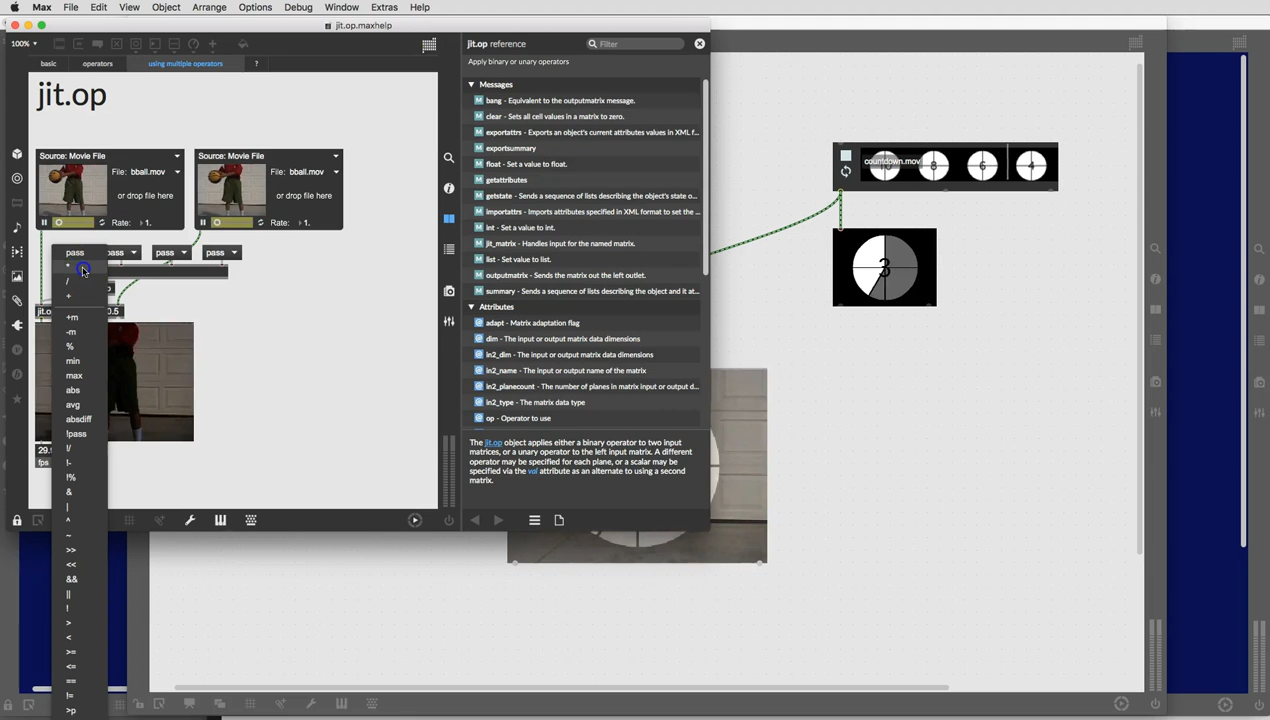 Max File Edit View Object Arrange Options Debug Window Extras Help
jit.op.maxhelp
100%
jit.op reference
Filter
basic operators using multiple operators ?
Apply binary or unary operators
jit.op
Messages
bang - Equivalent to the outputmatrix message.
clear - Sets all cell values in a matrix to zero.
exportattrs - Exports an object's current attributes values in XML f...
exportsummary
float - Set a value to float.
getattributes
getstate - Sends a sequence of lists describing the object's state o...
importattrs - Imports attributes specified in XML format to set the ...
int - Set a value to int.
jit_matrix - Handles input for the named matrix.
list - Set value to list.
outputmatrix - Sends the matrix out the left outlet.
summary - Sends a sequence of lists describing the object and it at...
Attributes
adapt - Matrix adaptation flag
dim - The input or output matrix data dimensions
in2_dim - The input or output matrix data dimensions
in2_name - The input or output name of the matrix
in2_planecount - The number of planes in matrix input or output d...
in2_type - The matrix data type
op - Operator to use
The jit.op object applies either a binary operator to two input
matrices, or a unary operator to the left input matrix. A different
operator may be specified for each plane, or a scalar may be
specified via the val attribute as an alternate to using a second
matrix.
Source: Movie File
File: bball.mov
or drop file here
Rate: 1.
Source: Movie File
File: bball.mov
or drop file here
Rate: 1.
pass
pass
pass
pass
*
/
+
+m
-m
%
min
max
abs
avg
absdiff
!pass
!/
!-
!%
&
|
^
~
>>
<<
&&
||
!
>
<
>=
<=
==
!=
>p
jit.o
0.5
29.
fps
countdown.mov
10 8 6 4
3